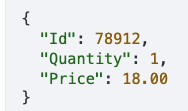 {
"Id": 78912,
"Quantity": 1,
"Price": 18.00
}